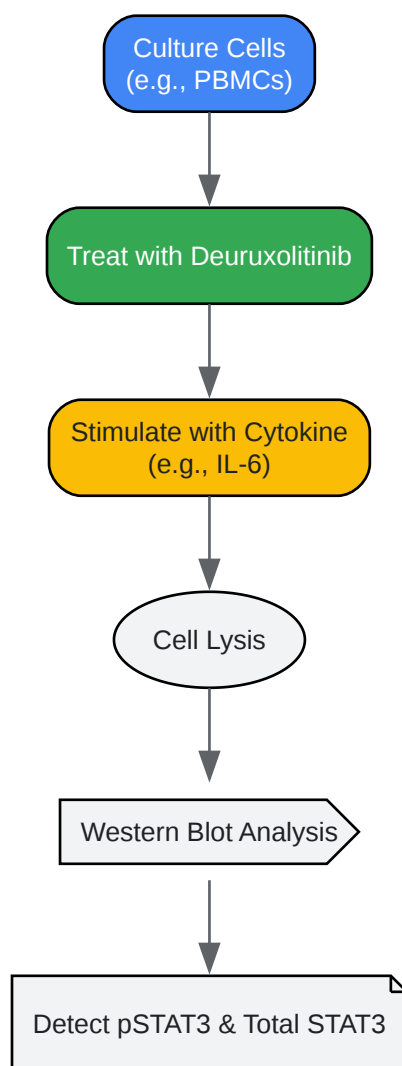 Culture Cells
(e.g., PBMCs)
Treat with Deuruxolitinib
Stimulate with Cytokine
(e.g., IL-6)
Cell Lysis
Western Blot Analysis
Detect pSTAT3 & Total STAT3